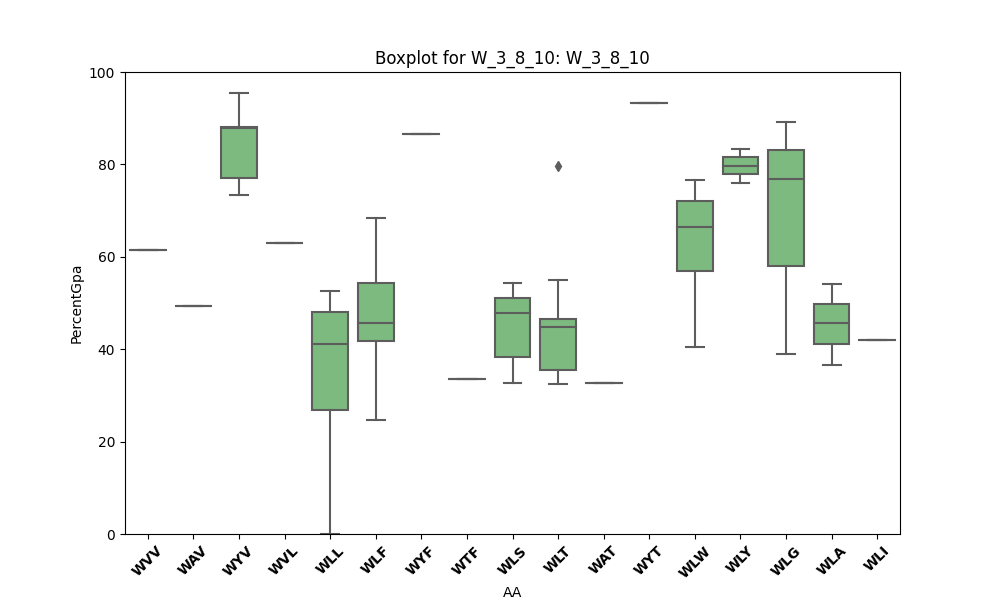 Boxplot for W_3_8_10: W_3_8_10
PercentGpa
100
80
60
40
20
0
WVV WAV WYV WVL WLL WLF WYF WTF WLS WLT WAT WYT WLW WLY WLG WLA WLI
AA